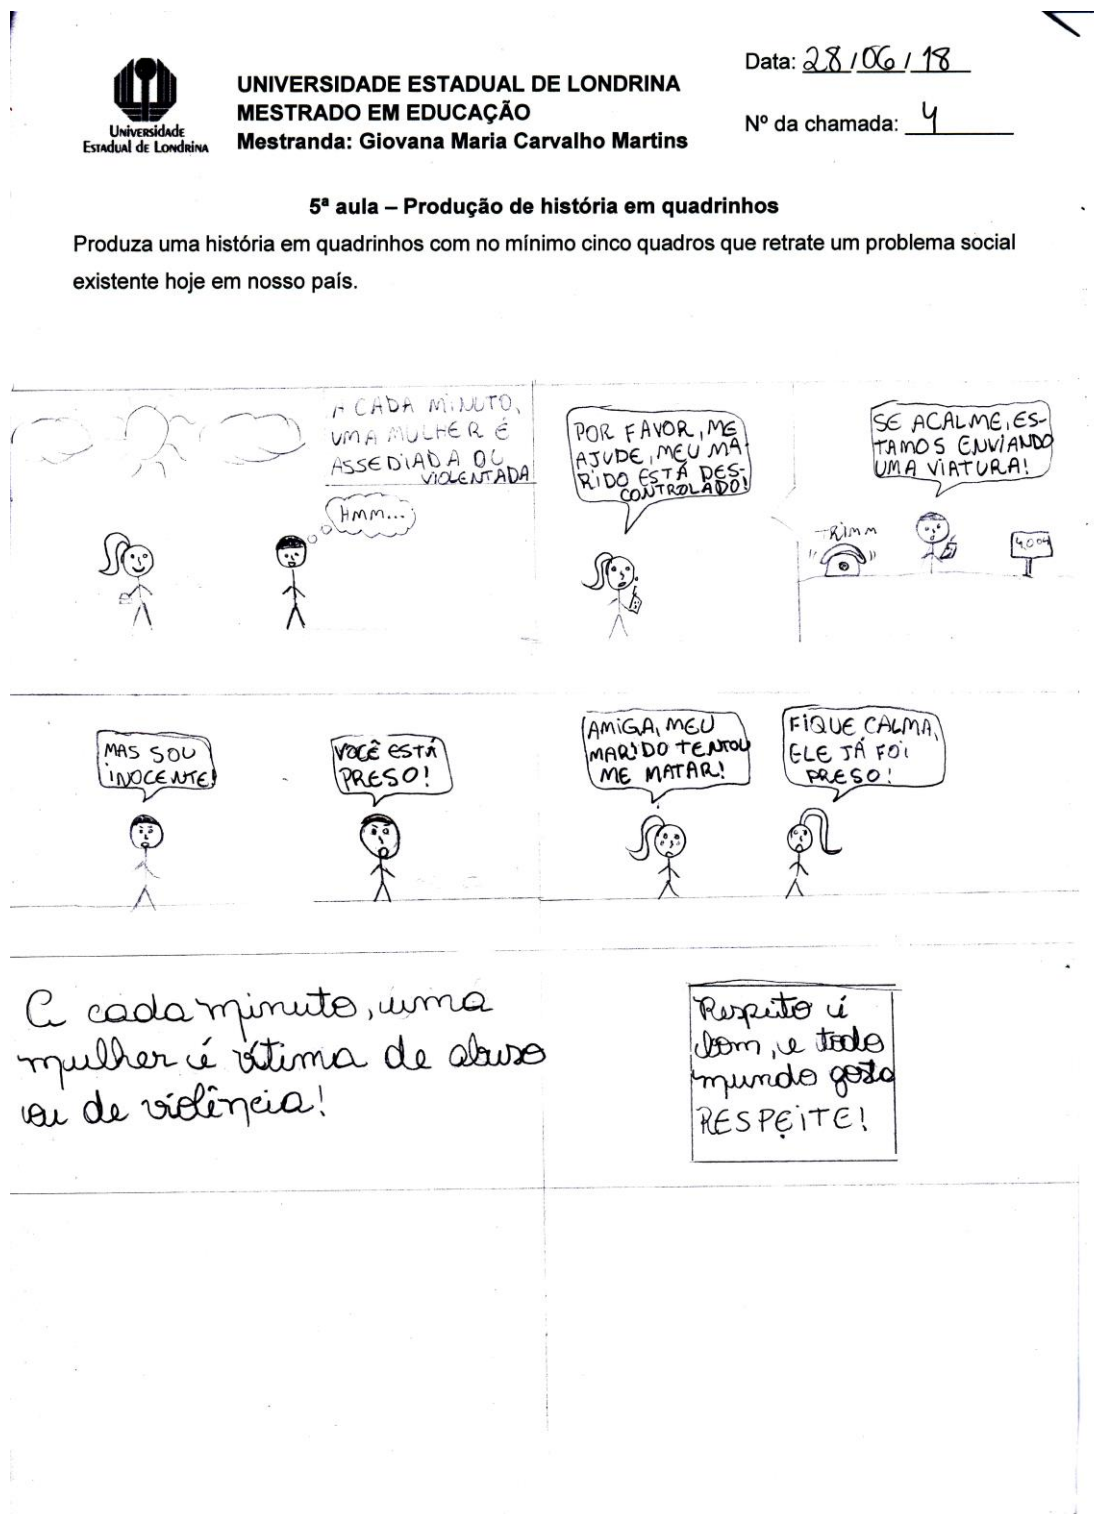 Data: 28/06/18
Nº da chamada: 4
Universidade
Estadual de Londrina
UNIVERSIDADE ESTADUAL DE LONDRINA
MESTRADO EM EDUCAÇÃO
Mestranda: Giovana Maria Carvalho Martins
5ª aula – Produção de história em quadrinhos
Produza uma história em quadrinhos com no mínimo cinco quadros que retrate um problema social
existente hoje em nosso país.
A CADA MINUTO,
UMA MULHER É
ASSEDIADA OU
VIOLENTADA
HMM...
POR FAVOR, ME
AJUDE, MEU MA
RIDO ESTÁ DES-
CONTROLADO!
SE ACALME, ES-
TAMOS ENVIANDO
UMA VIATURA!
TRIMM
MAS SOU
INOCENTE!
VOCÊ ESTÁ
PRESO!
AMIGA, MEU
MARIDO TENTOU
ME MATAR!
FIQUE CALMA,
ELE JÁ FOI
PRESO!
A cada minuto, uma
mulher é vítima de abuso
ou de violência!
Respeito é
bom, e todo
mundo gosta
RESPEITE!